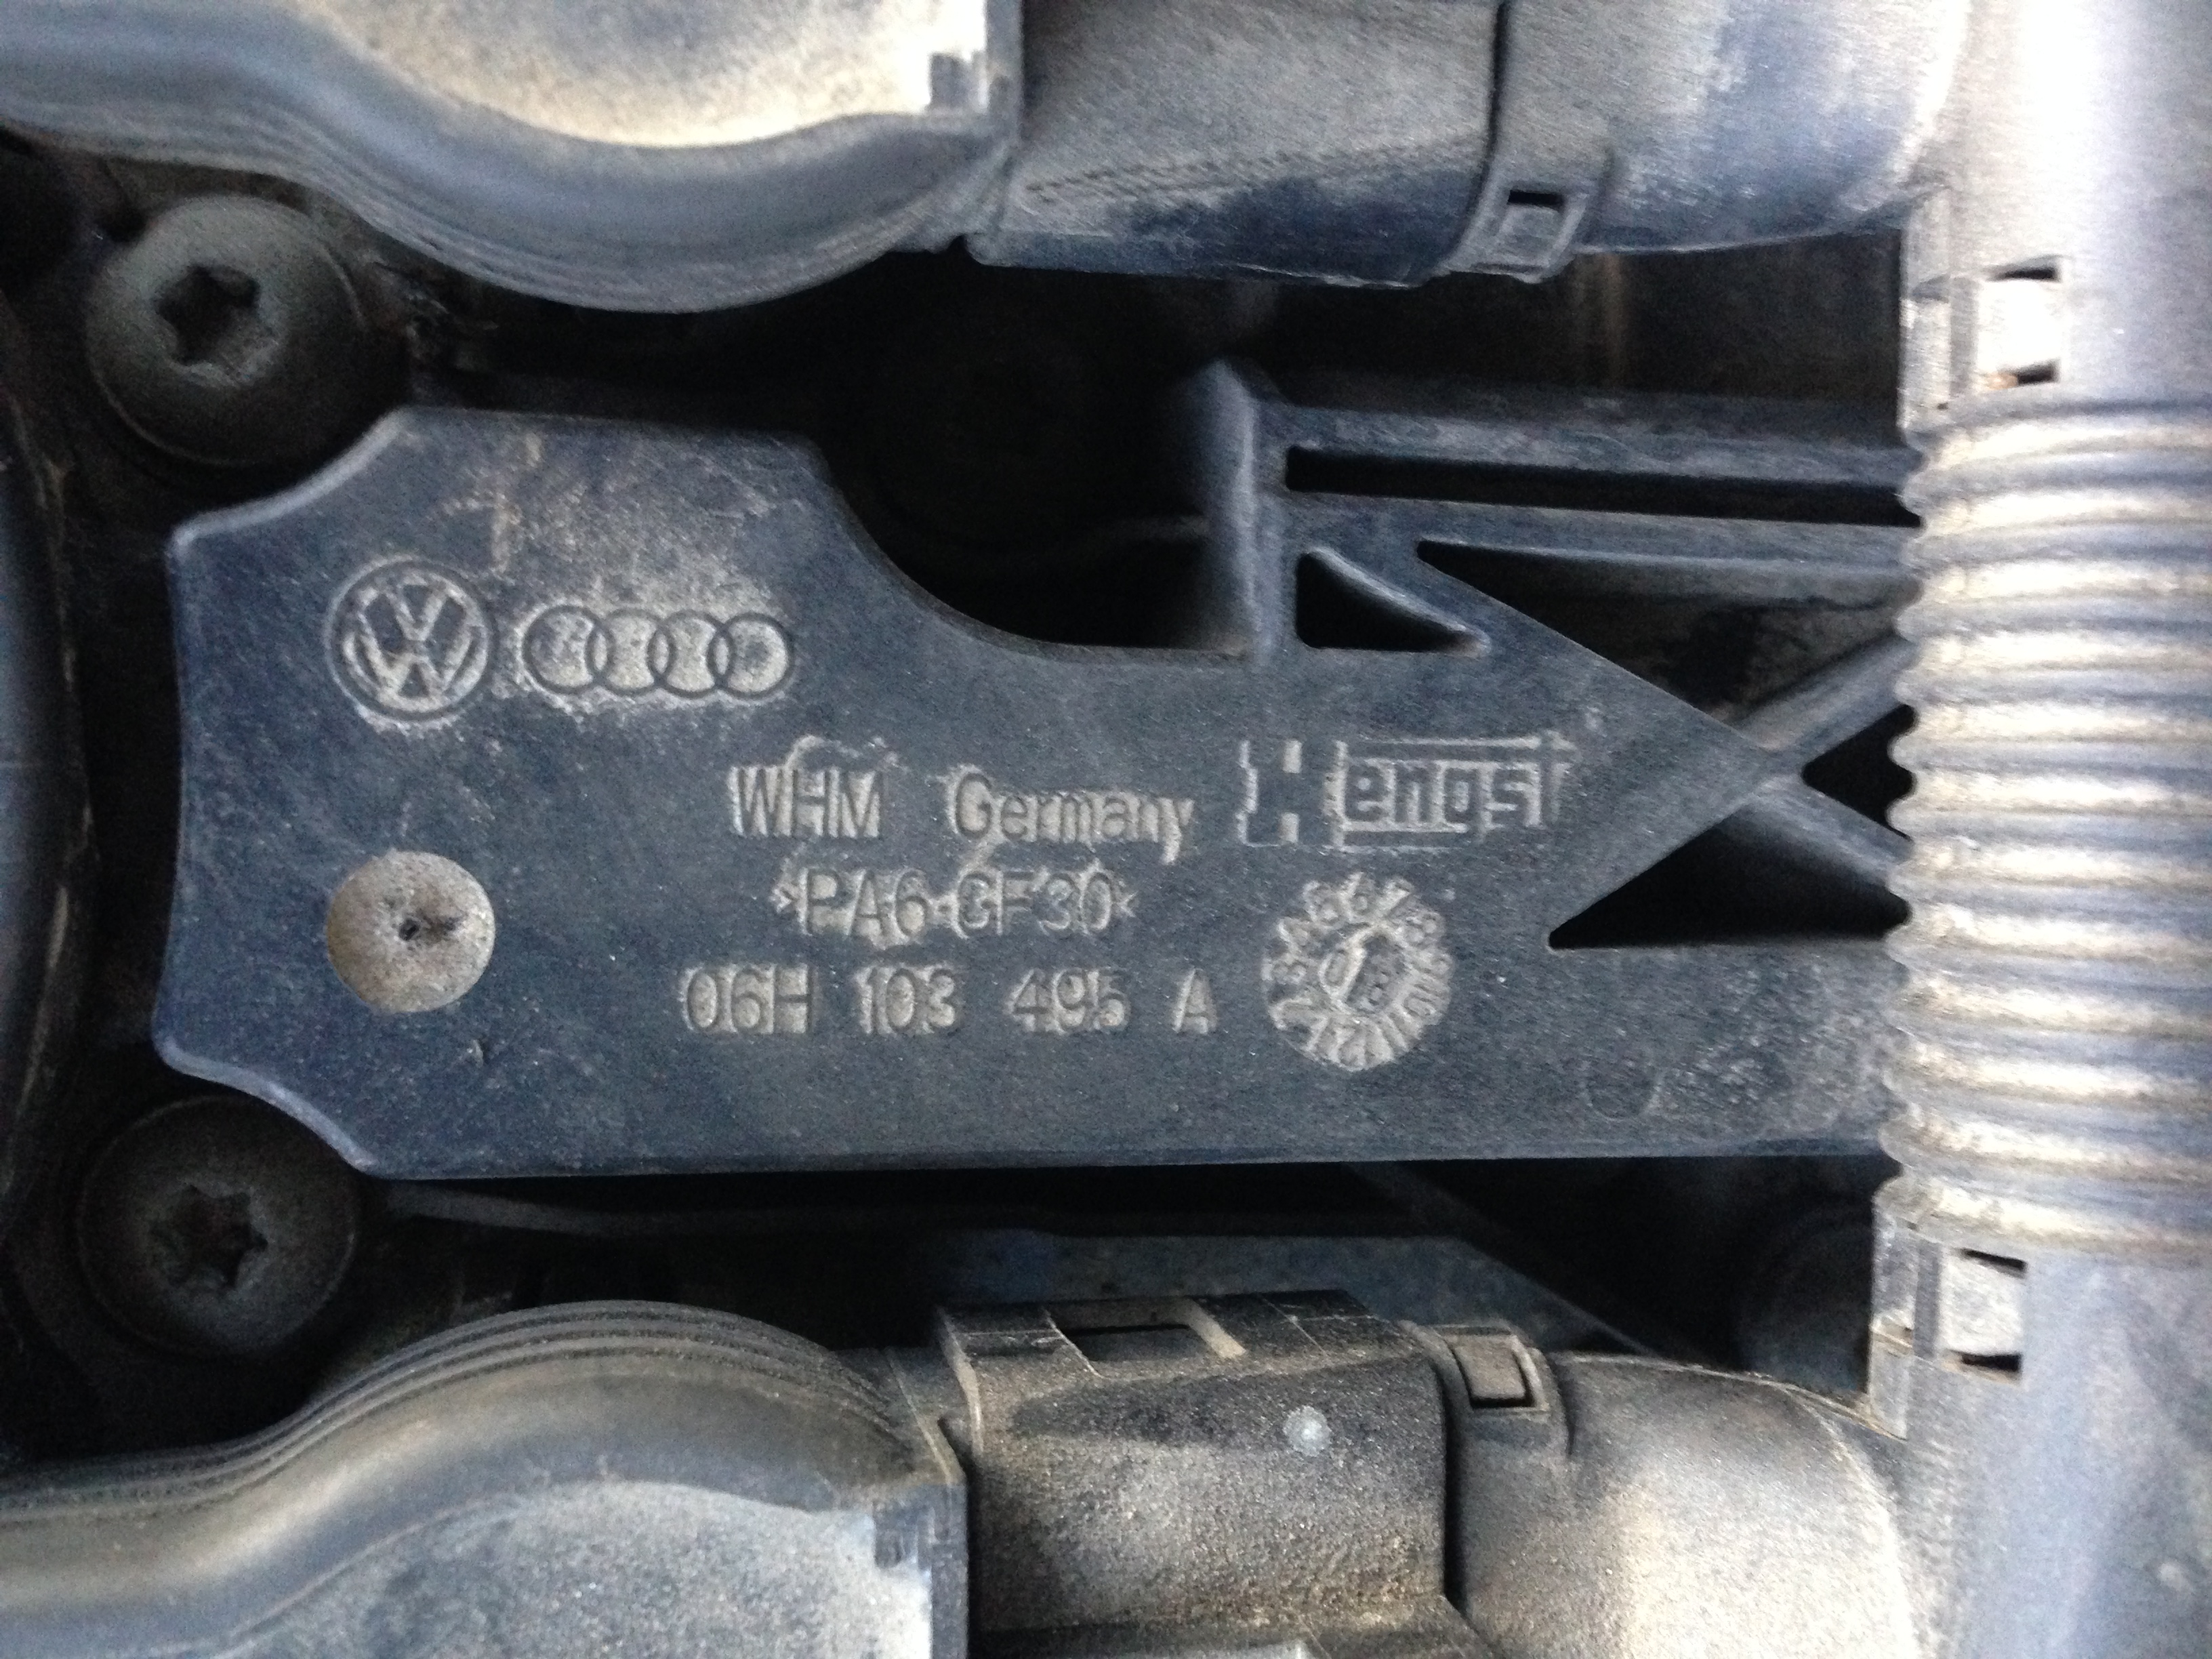 WHM Germany Hengst
>PA6-GF30<
06H 103 495 A